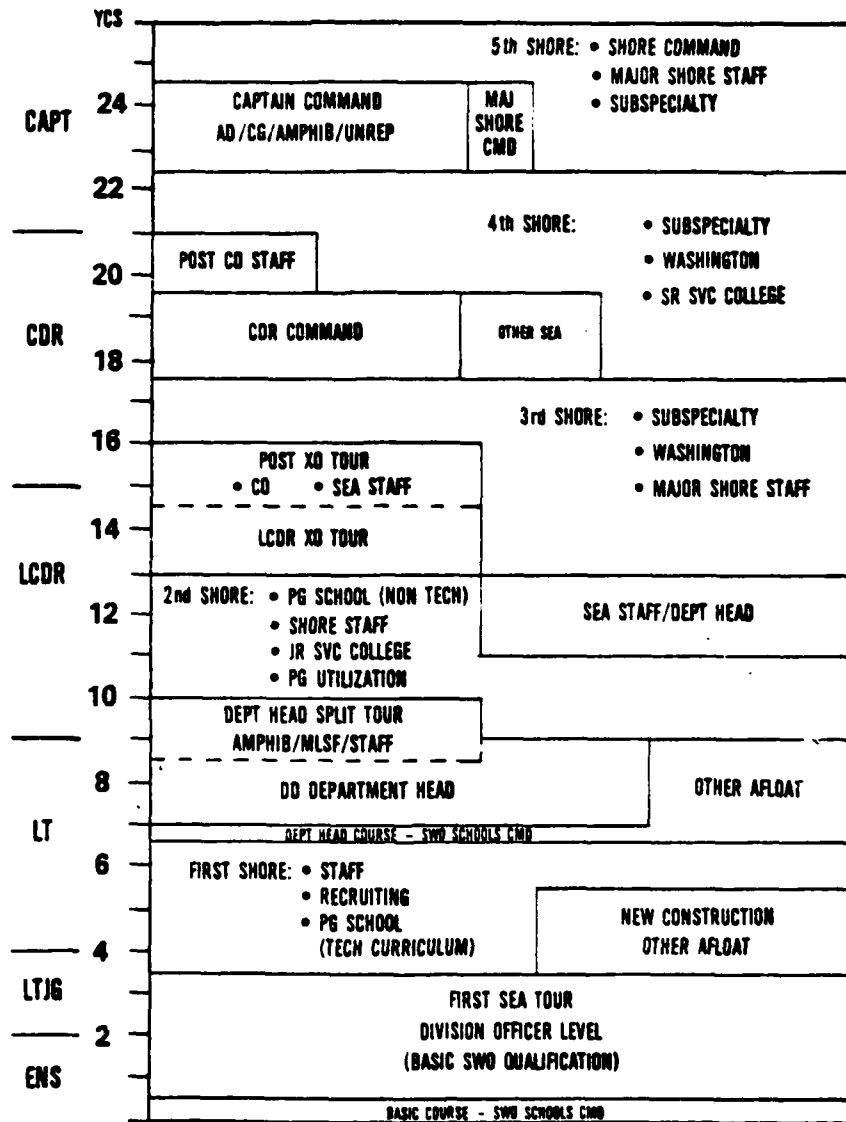 YCS
5th SHORE: • SHORE COMMAND
• MAJOR SHORE STAFF
• SUBSPECIALTY
24
CAPT
CAPTAIN COMMAND
AD/CG/AMPHIB/UNREP
MAJ
SHORE
CMD
22
4th SHORE: • SUBSPECIALTY
• WASHINGTON
• SR SVC COLLEGE
POST CO STAFF
20
CDR
CDR COMMAND
OTHER SEA
18
3rd SHORE: • SUBSPECIALTY
• WASHINGTON
• MAJOR SHORE STAFF
16
POST XO TOUR
• CO • SEA STAFF
14
LCDR XO TOUR
LCDR
2nd SHORE: • PG SCHOOL (NON TECH)
• SHORE STAFF
• JR SVC COLLEGE
• PG UTILIZATION
12
SEA STAFF/DEPT HEAD
10
DEPT HEAD SPLIT TOUR
AMPHIB/MLSF/STAFF
8
DD DEPARTMENT HEAD
OTHER AFLOAT
LT
DEPT HEAD COURSE - SWO SCHOOLS CMD
6
FIRST SHORE: • STAFF
• RECRUITING
• PG SCHOOL
(TECH CURRICULUM)
NEW CONSTRUCTION
OTHER AFLOAT
4
LTJG
FIRST SEA TOUR
DIVISION OFFICER LEVEL
(BASIC SWO QUALIFICATION)
2
ENS
BASIC COURSE - SWO SCHOOLS CMD